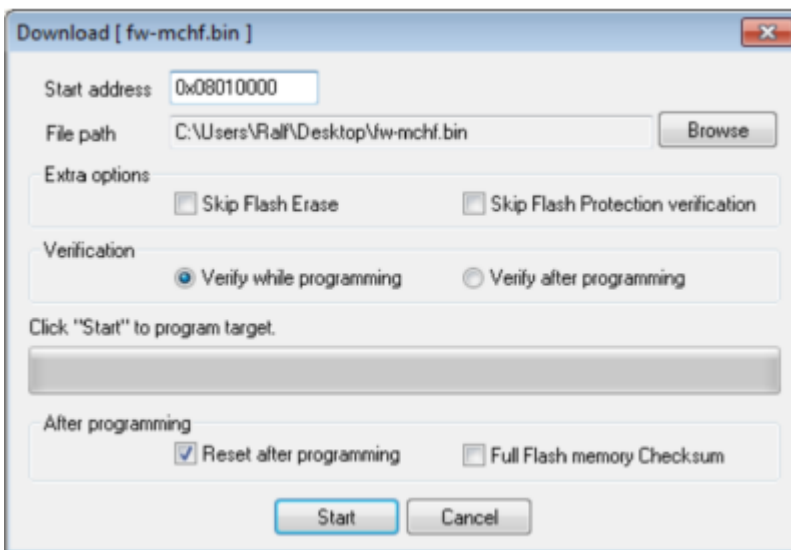 Download [ fw-mchf.bin ]
Start address 0x08010000
File path C:\Users\Ralf\Desktop\fw-mchf.bin Browse
Extra options
Skip Flash Erase Skip Flash Protection verification
Verification
Verify while programming Verify after programming
Click "Start" to program target.
After programming
Reset after programming Full Flash memory Checksum
Start Cancel